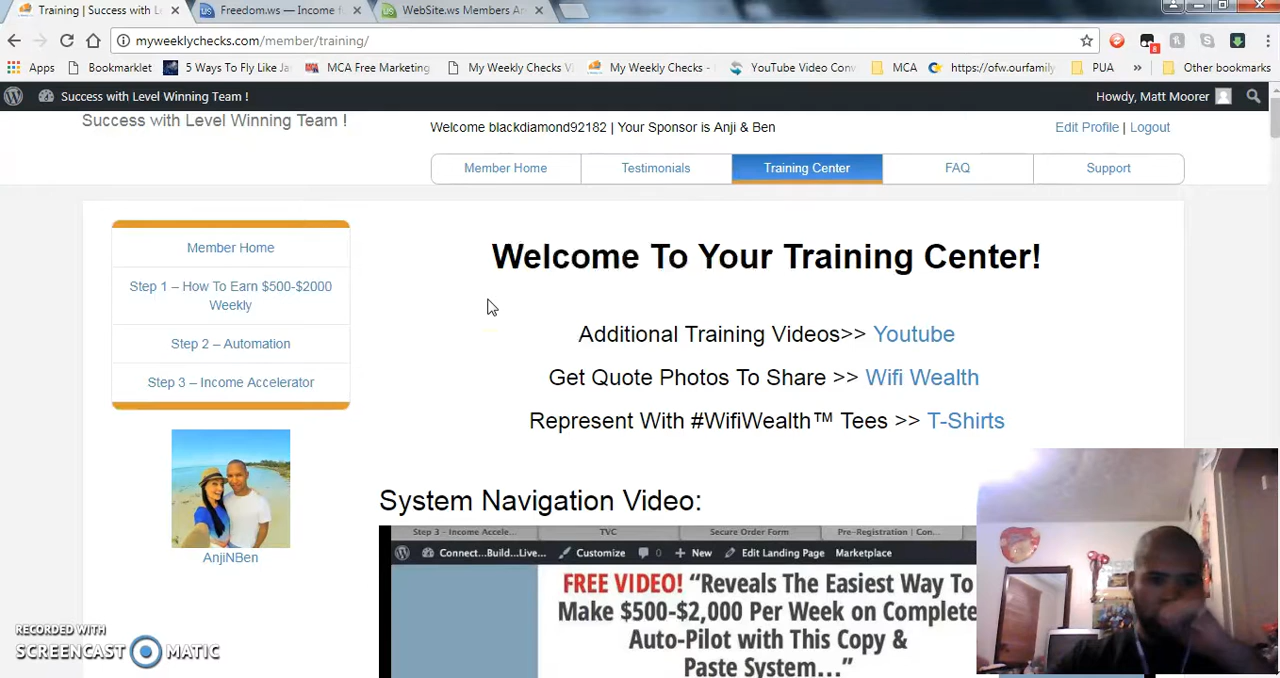 Training | Success with L
Freedom.ws — Income f
WebSite.ws Members A
myweeklychecks.com/member/training/
Apps
Bookmarklet
5 Ways To Fly Like Ja
MCA Free Marketing
My Weekly Checks V
My Weekly Checks -
YouTube Video Conv
MCA
https://ofw.ourfamily
PUA
»
Other bookmarks
Success with Level Winning Team !
Howdy, Matt Moorer
Success with Level Winning Team !
Welcome blackdiamond92182 | Your Sponsor is Anji & Ben
Edit Profile | Logout
Member Home
Testimonials
Training Center
FAQ
Support
Member Home
Step 1 – How To Earn $500-$2000
Weekly
Step 2 – Automation
Step 3 – Income Accelerator
AnjiNBen
Welcome To Your Training Center!
Additional Training Videos>> Youtube
Get Quote Photos To Share >> Wifi Wealth
Represent With #WifiWealth™ Tees >> T-Shirts
System Navigation Video:
Step 3 - Income Accele...
TVC
Secure Order Form
Pre-Registration | Con...
Connect...Build...Live...
Customize
0
New
Edit Landing Page
Marketplace
FREE VIDEO! “Reveals The Easiest Way To
Make $500-$2,000 Per Week on Complete
Auto-Pilot with This Copy &
Paste System...”
RECORDED WITH
SCREENCAST MATIC